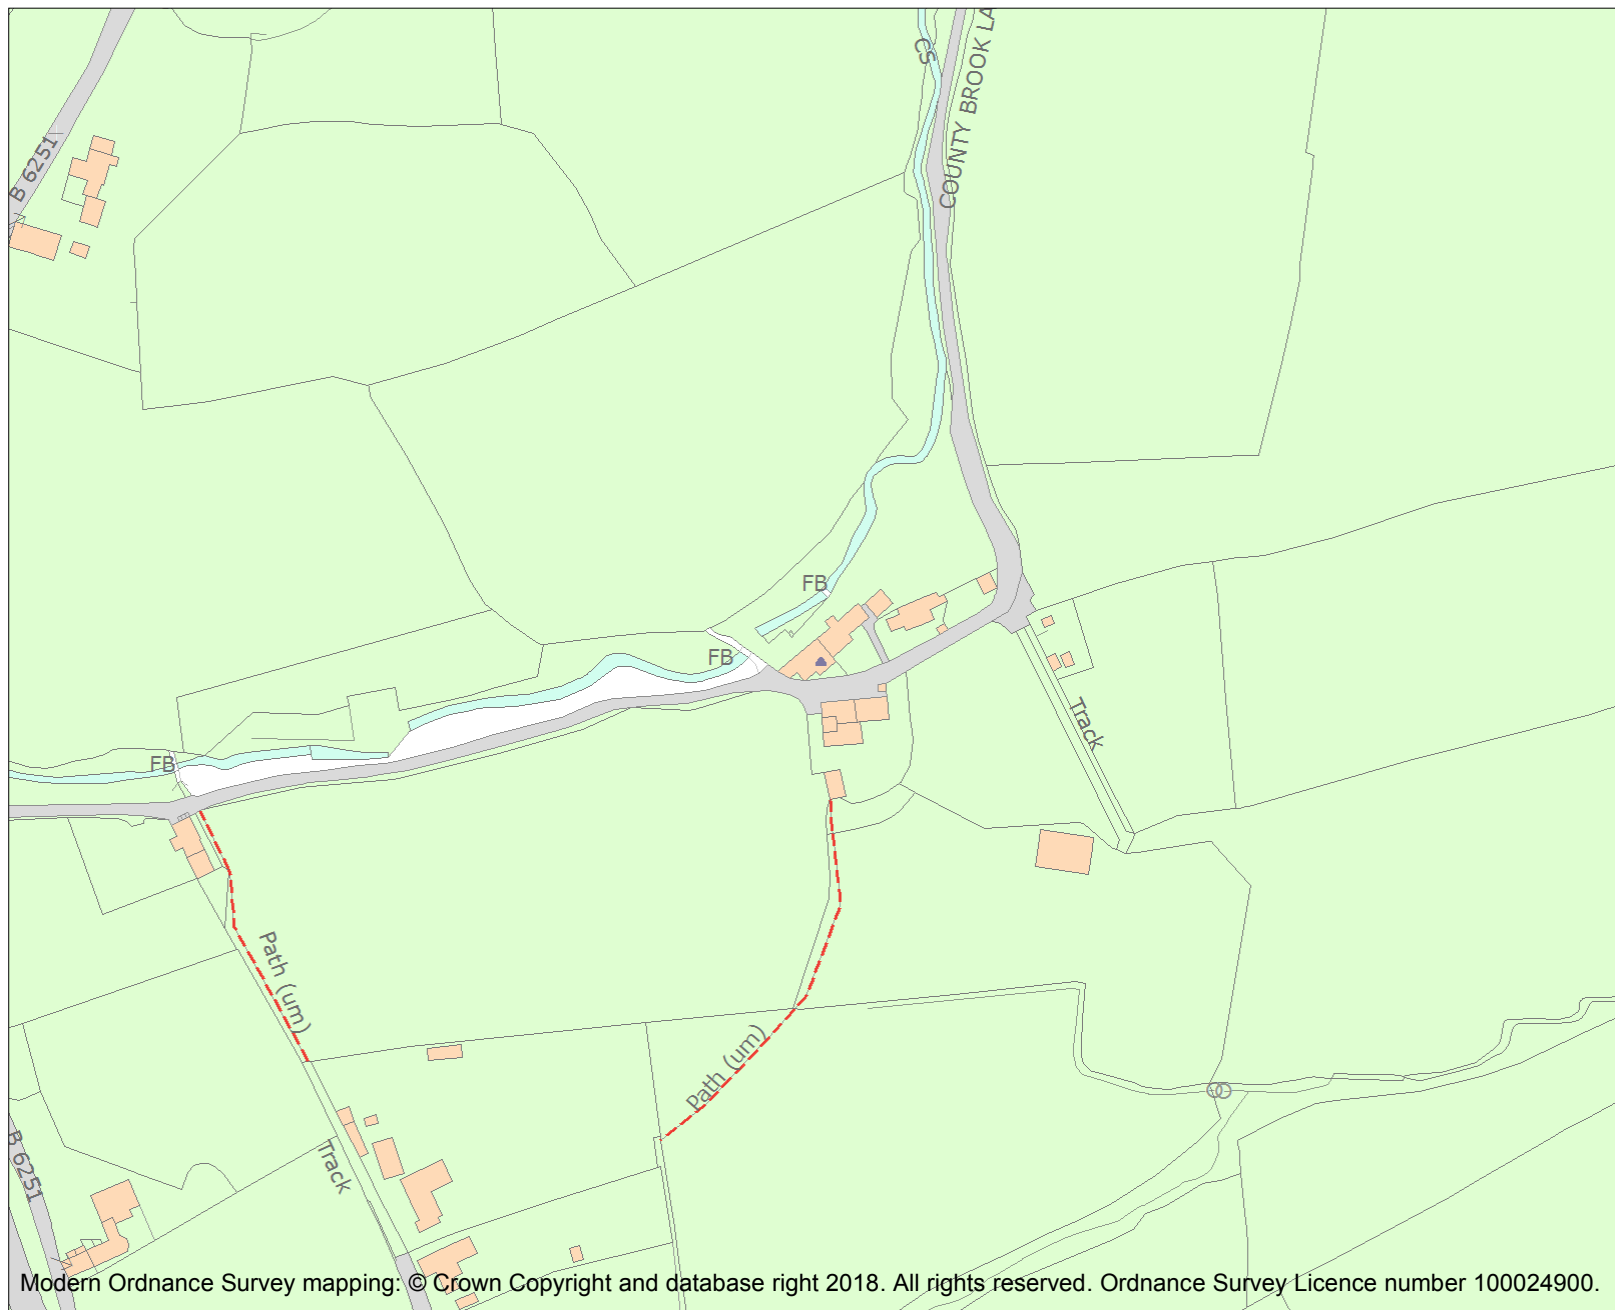 CS
COUNTY BROOK LA
B 6251
FB
FB
Track
FB
Path (um)
Path (um)
B 6251
Track
Modern Ordnance Survey mapping: © Crown Copyright and database right 2018. All rights reserved. Ordnance Survey Licence number 100024900.